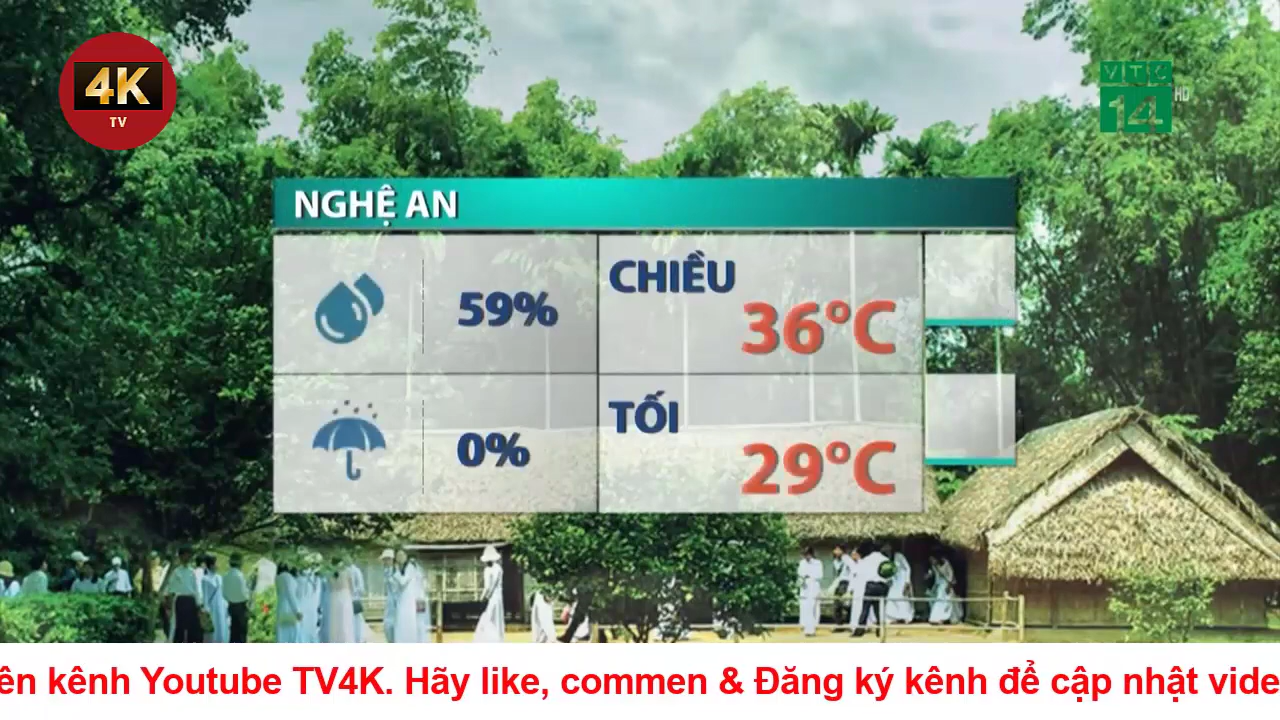 4K
TV
VTC
14
HD
NGHỆ AN
59%
CHIỀU
36°C
0%
TỐI
29°C
ên kênh Youtube TV4K. Hãy like, commen & Đăng ký kênh để cập nhật vide